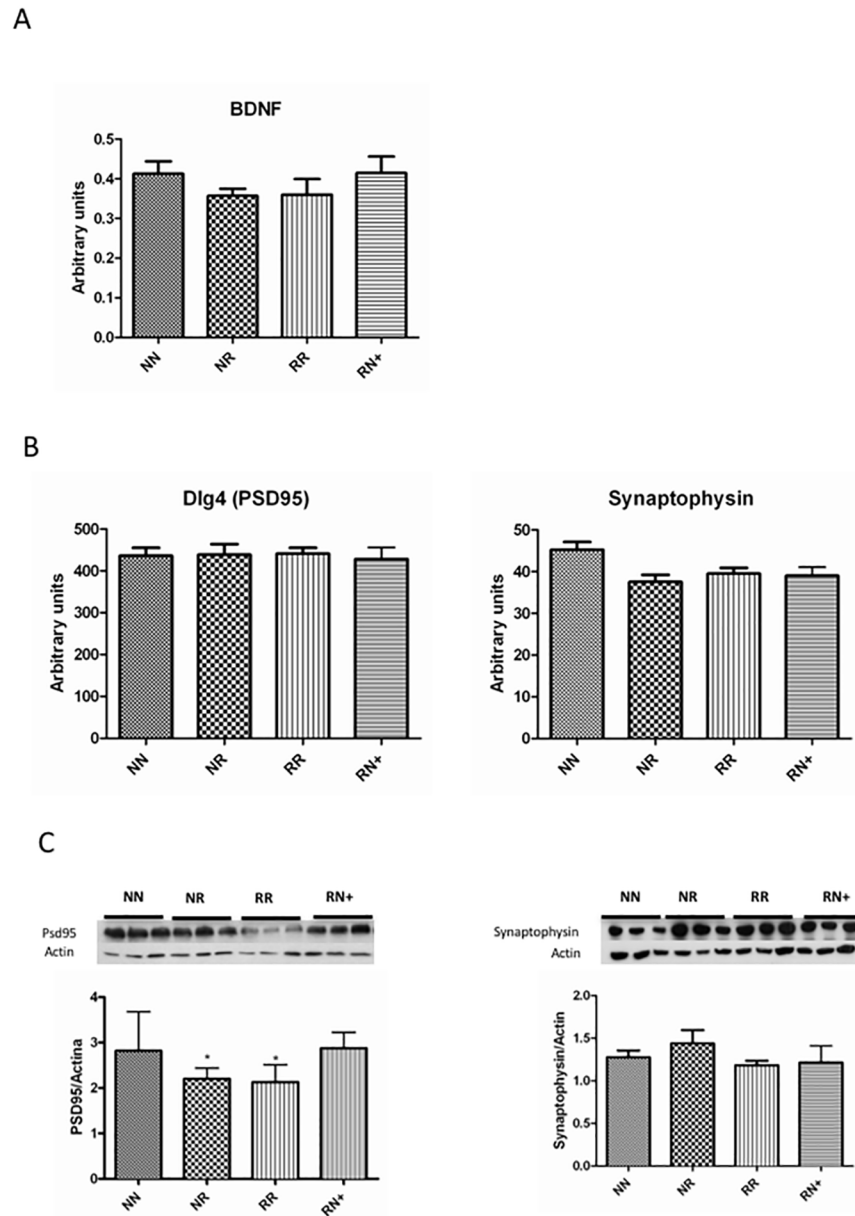 A
BDNF
Arbitrary units
0.5
0.4
0.3
0.2
0.1
0.0
NN
NR
RR
RN+
B
Dlg4 (PSD95)
Arbitrary units
500
400
300
200
100
0
NN
NR
RR
RN+
Synaptophysin
Arbitrary units
50
40
30
20
10
0
NN
NR
RR
RN+
C
NN NR RR RN+
Psd95
Actin
PSD95/Actina
4
3
2
1
0
* *
NN
NR
RR
RN+
NN NR RR RN+
Synaptophysin
Actin
Synaptophysin/Actin
2.0
1.5
1.0
0.5
0.0
NN
NR
RR
RN+